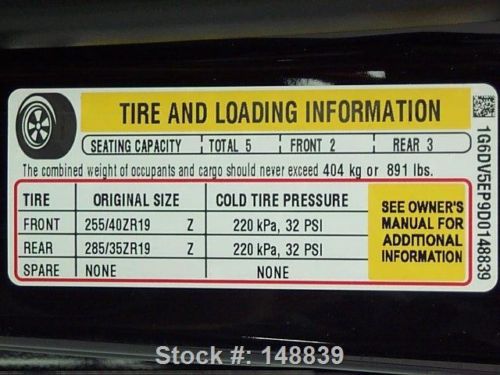 TIRE AND LOADING INFORMATION
SEATING CAPACITY TOTAL 5 FRONT 2 REAR 3
The combined weight of occupants and cargo should never exceed 404 kg or 891 lbs.
TIRE ORIGINAL SIZE COLD TIRE PRESSURE
FRONT 255/40ZR19 Z 220 kPa, 32 PSI
REAR 285/35ZR19 Z 220 kPa, 32 PSI
SPARE NONE NONE
SEE OWNER'S
MANUAL FOR
ADDITIONAL
INFORMATION
1G6DV5EP9D0148839
Stock #: 148839